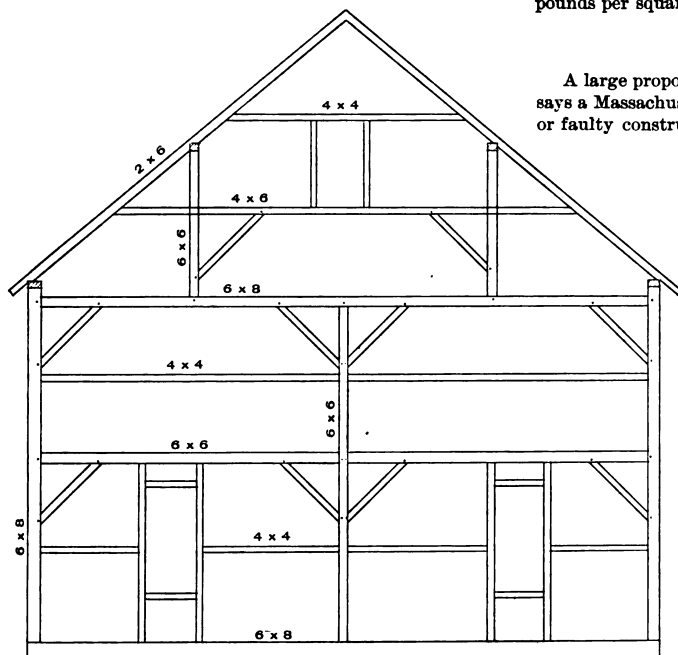 pounds per squar
A large propo
says a Massachus
or faulty constru
4 x 4
2 x 6
4 x 6
6 x 6
6 x 8
4 x 4
6 x 6
6 x 6
6 x 8
4 x 4
6 x 8